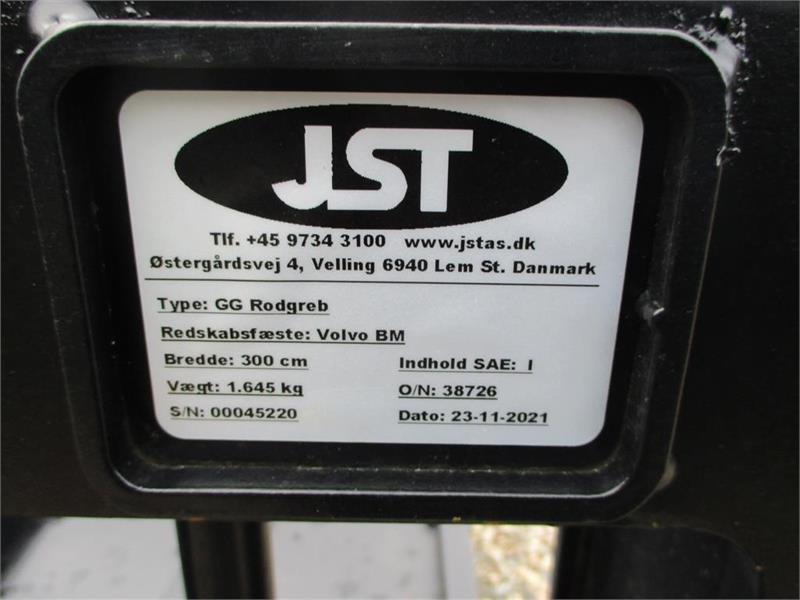 JST
Tlf. +45 9734 3100 www.jstas.dk
Østergårdsvej 4, Velling 6940 Lem St. Danmark
Type: GG Rodgreb
Redskabsfæste: Volvo BM
Bredde: 300 cm Indhold SAE: l
Vægt: 1.645 kg O/N: 38726
S/N: 00045220 Dato: 23-11-2021